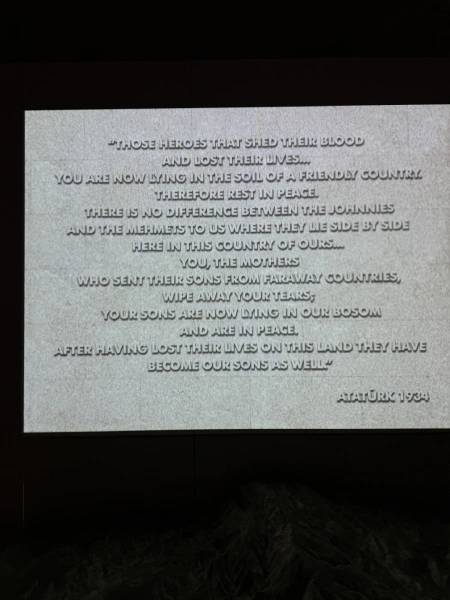 "THOSE HEROES THAT SHED THEIR BLOOD
AND LOST THEIR LIVES...
YOU ARE NOW LYING IN THE SOIL OF A FRIENDLY COUNTRY.
THEREFORE REST IN PEACE.
THERE IS NO DIFFERENCE BETWEEN THE JOHNNIES
AND THE MEHMETS TO US WHERE THEY LIE SIDE BY SIDE
HERE IN THIS COUNTRY OF OURS...
YOU, THE MOTHERS
WHO SENT THEIR SONS FROM FARAWAY COUNTRIES,
WIPE AWAY YOUR TEARS;
YOUR SONS ARE NOW LYING IN OUR BOSOM
AND ARE IN PEACE.
AFTER HAVING LOST THEIR LIVES ON THIS LAND THEY HAVE
BECOME OUR SONS AS WELL."
ATATÜRK 1934